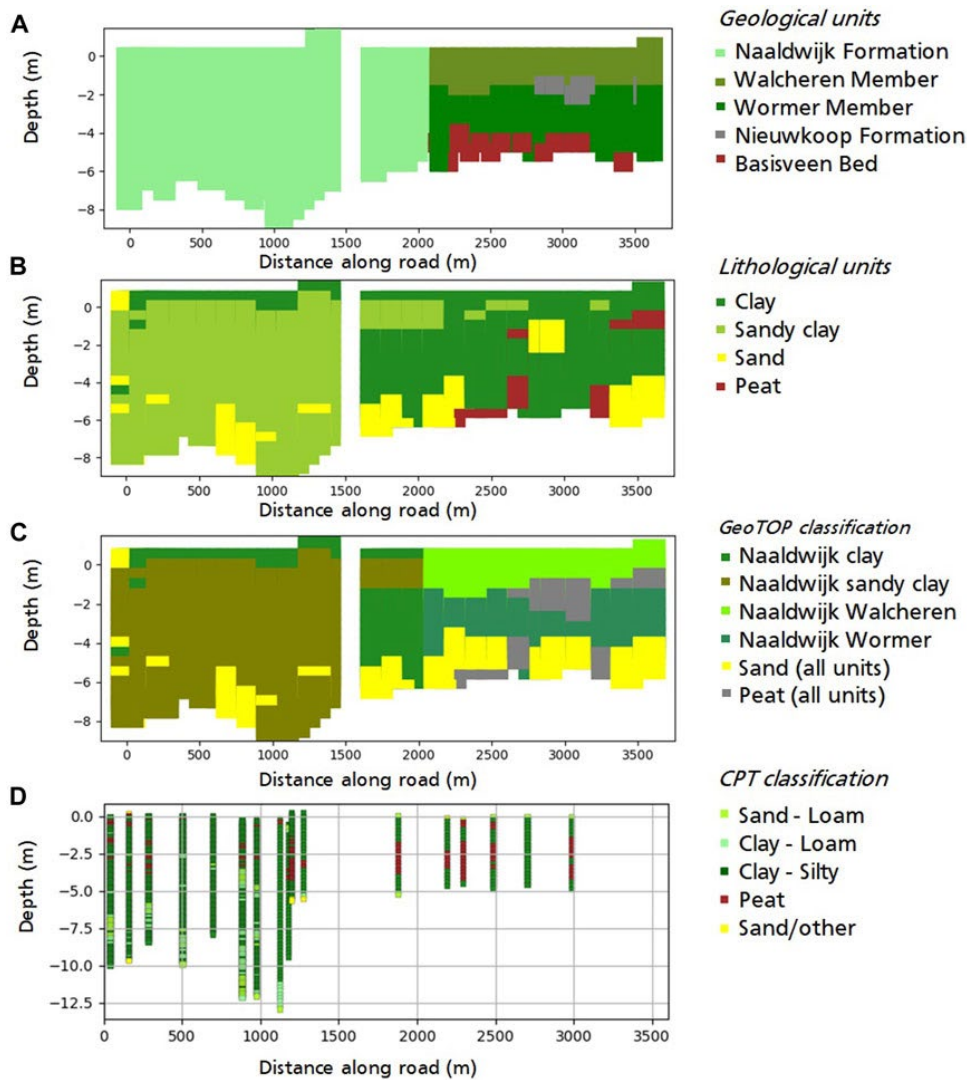 A
Depth (m)
0
−2
−4
−6
−8
0 500 1000 1500 2000 2500 3000 3500
Distance along road (m)
Geological units
Naaldwijk Formation
Walcheren Member
Wormer Member
Nieuwkoop Formation
Basisveen Bed
B
Depth (m)
0
−2
−4
−6
−8
0 500 1000 1500 2000 2500 3000 3500
Distance along road (m)
Lithological units
Clay
Sandy clay
Sand
Peat
C
Depth (m)
0
−2
−4
−6
−8
0 500 1000 1500 2000 2500 3000 3500
Distance along road (m)
GeoTOP classification
Naaldwijk clay
Naaldwijk sandy clay
Naaldwijk Walcheren
Naaldwijk Wormer
Sand (all units)
Peat (all units)
D
Depth (m)
0.0
−2.5
−5.0
−7.5
−10.0
−12.5
0 500 1000 1500 2000 2500 3000 3500
Distance along road (m)
CPT classification
Sand - Loam
Clay - Loam
Clay - Silty
Peat
Sand/other